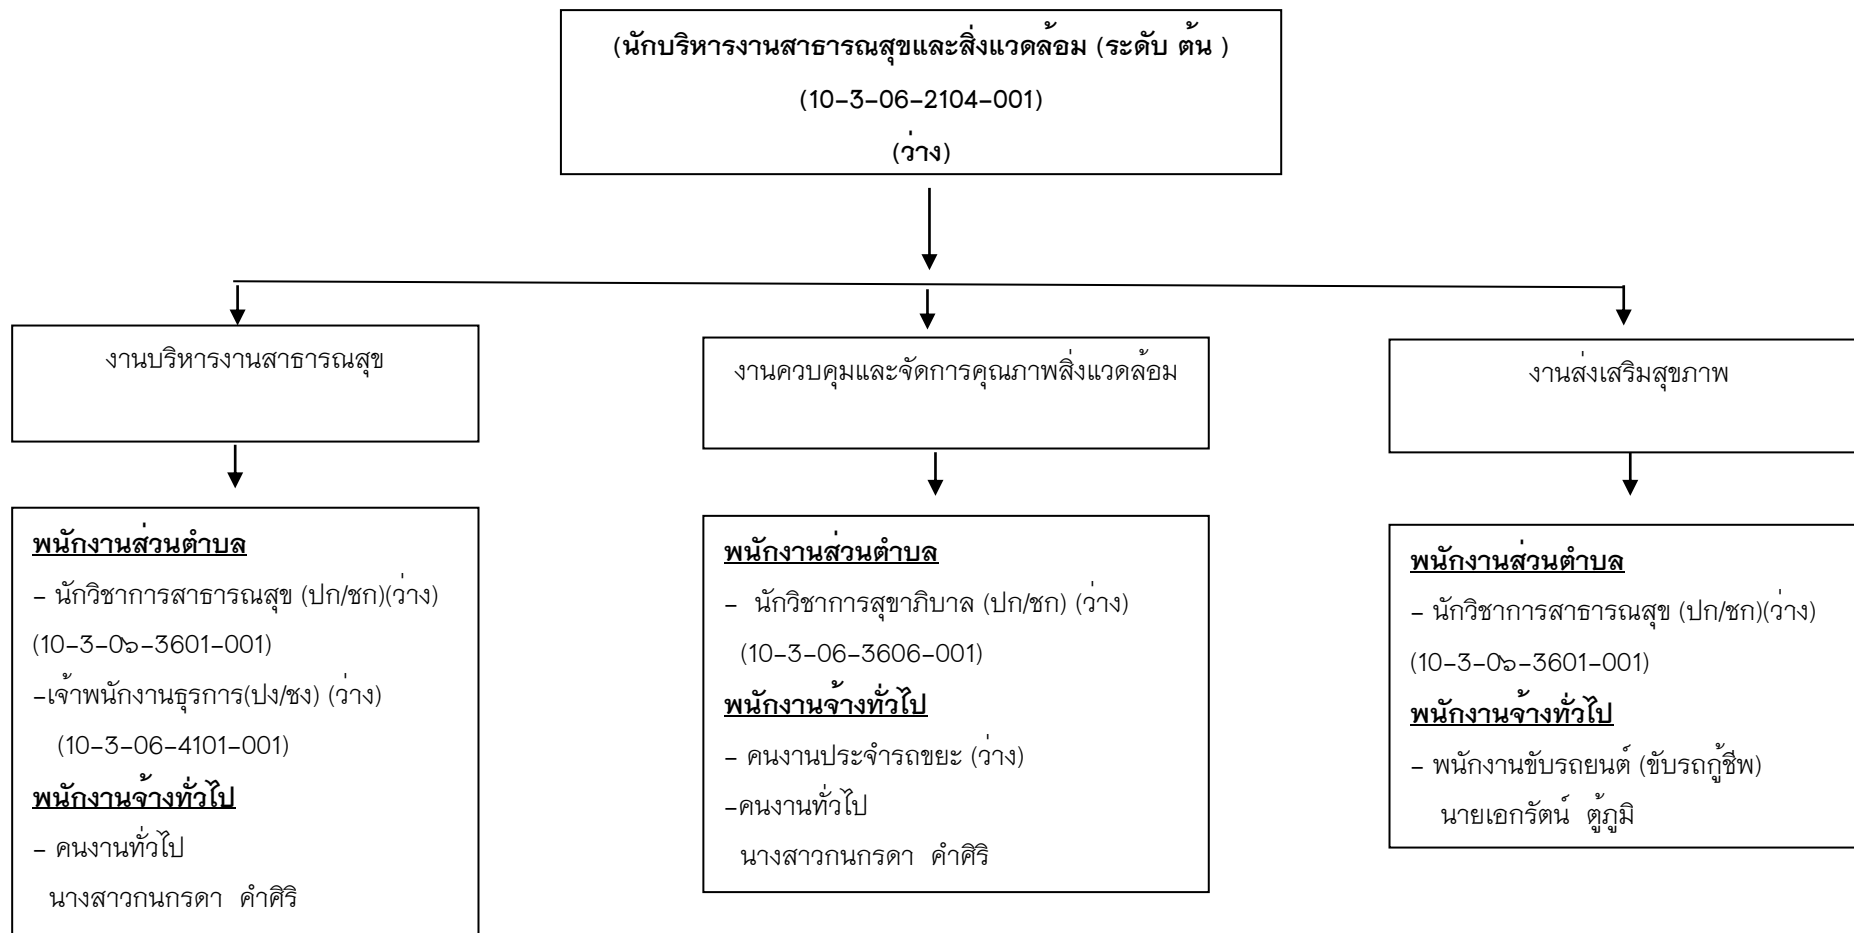 (นักบริหารงานสาธารณสุขและสิ่งแวดล้อม (ระดับ ต้น )
(10-3-06-2104-001)
(ว่าง)
งานบริหารงานสาธารณสุข
งานควบคุมและจัดการคุณภาพสิ่งแวดล้อม
งานส่งเสริมสุขภาพ
พนักงานส่วนตำบล
- นักวิชาการสาธารณสุข (ปก/ชก)(ว่าง)
(10-3-0๖-3601-001)
-เจ้าพนักงานธุรการ(ปง/ชง) (ว่าง)
(10-3-06-4101-001)
พนักงานจ้างทั่วไป
- คนงานทั่วไป
นางสาวกนกรดา คำศิริ
พนักงานส่วนตำบล
- นักวิชาการสุขาภิบาล (ปก/ชก) (ว่าง)
(10-3-06-3606-001)
พนักงานจ้างทั่วไป
- คนงานประจำรถขยะ (ว่าง)
-คนงานทั่วไป
นางสาวกนกรดา คำศิริ
พนักงานส่วนตำบล
- นักวิชาการสาธารณสุข (ปก/ชก)(ว่าง)
(10-3-0๖-3601-001)
พนักงานจ้างทั่วไป
- พนักงานขับรถยนต์ (ขับรถกู้ชีพ)
นายเอกรัตน์ ตู้ภูมิ